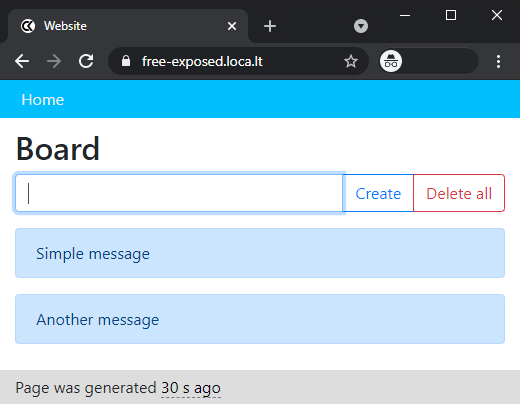 Website
free-exposed.loca.lt
Home
Board
Create Delete all
Simple message
Another message
Page was generated 30 s ago